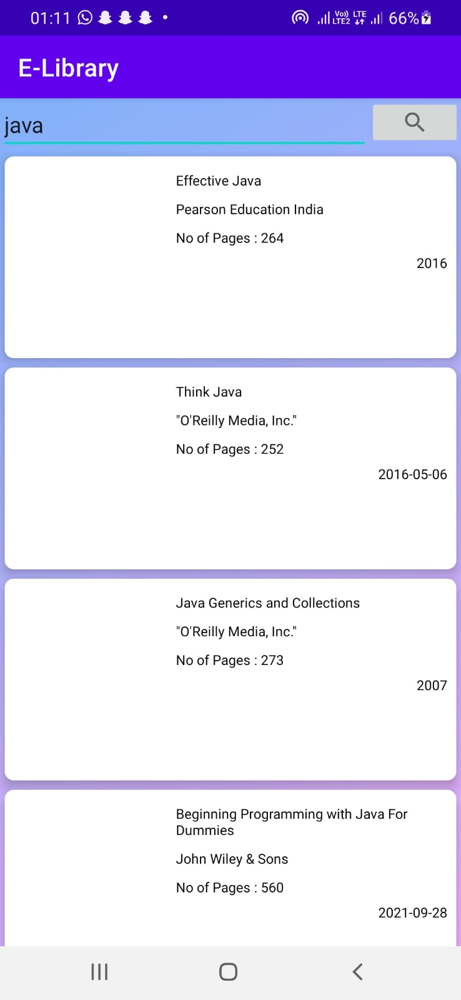 01:11 Vo)) LTE LTE2 66%
E-Library
java
Effective Java
Pearson Education India
No of Pages : 264
2016
Think Java
"O'Reilly Media, Inc."
No of Pages : 252
2016-05-06
Java Generics and Collections
"O'Reilly Media, Inc."
No of Pages : 273
2007
Beginning Programming with Java For
Dummies
John Wiley & Sons
No of Pages : 560
2021-09-28